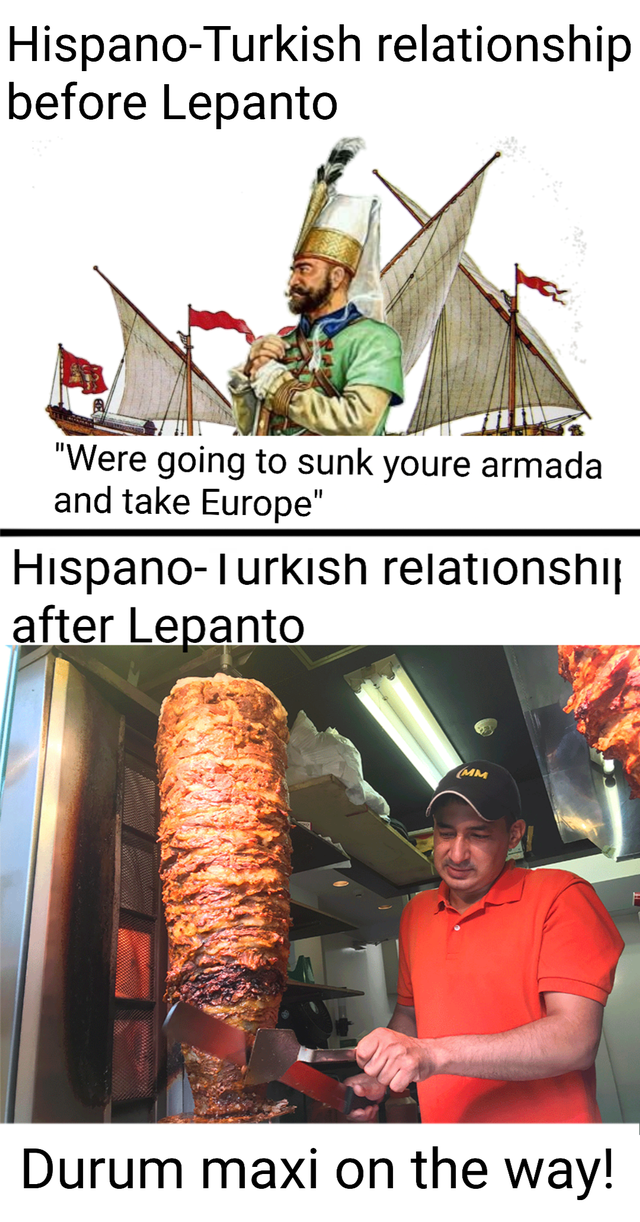 Hispano-Turkish relationship
before Lepanto
"Were going to sunk youre armada
and take Europe"
Hispano-Turkish relationship
after Lepanto
MM
Durum maxi on the way!